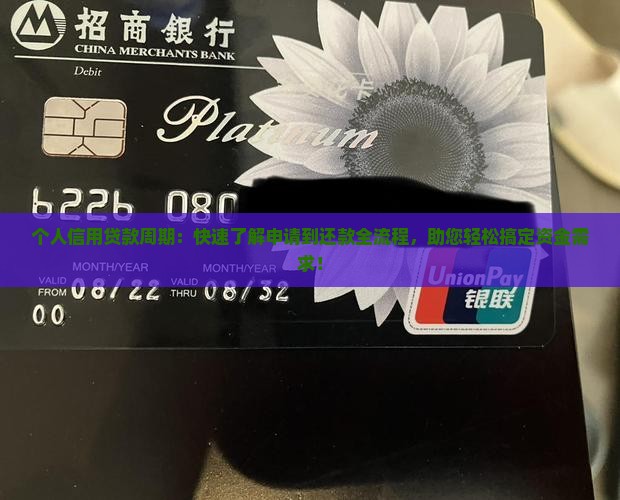 招商銀行
CHINA MERCHANTS BANK
Debit
Platinum
6226 080
个人信用贷款周期：快速了解申请到还款全流程，助您轻松搞定资金需
求！
MONTH/YEAR MONTH/YEAR
VALID FROM 08/22 VALID THRU 08/32
00
UnionPay
银联